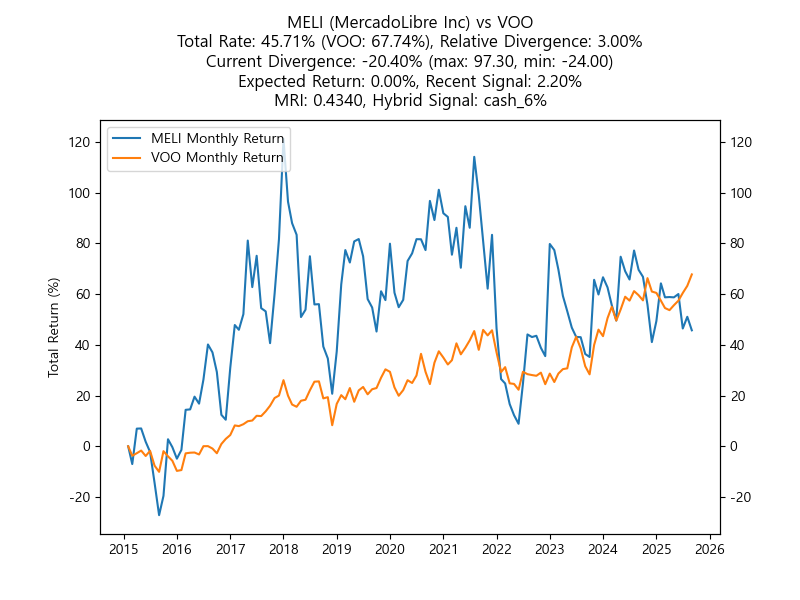 MELI (MercadoLibre Inc) vs VOO
Total Rate: 45.71% (VOO: 67.74%), Relative Divergence: 3.00%
Current Divergence: -20.40% (max: 97.30, min: -24.00)
Expected Return: 0.00%, Recent Signal: 2.20%
MRI: 0.4340, Hybrid Signal: cash_6%
MELI Monthly Return
VOO Monthly Return
Total Return (%)
120
100
80
60
40
20
0
-20
120
100
80
60
40
20
0
-20
2015 2016 2017 2018 2019 2020 2021 2022 2023 2024 2025 2026